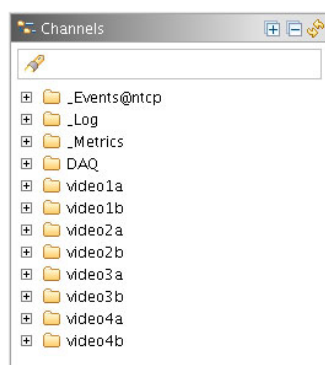 Channels
_Events@ntcp
_Log
_Metrics
DAQ
video1a
video1b
video2a
video2b
video3a
video3b
video4a
video4b